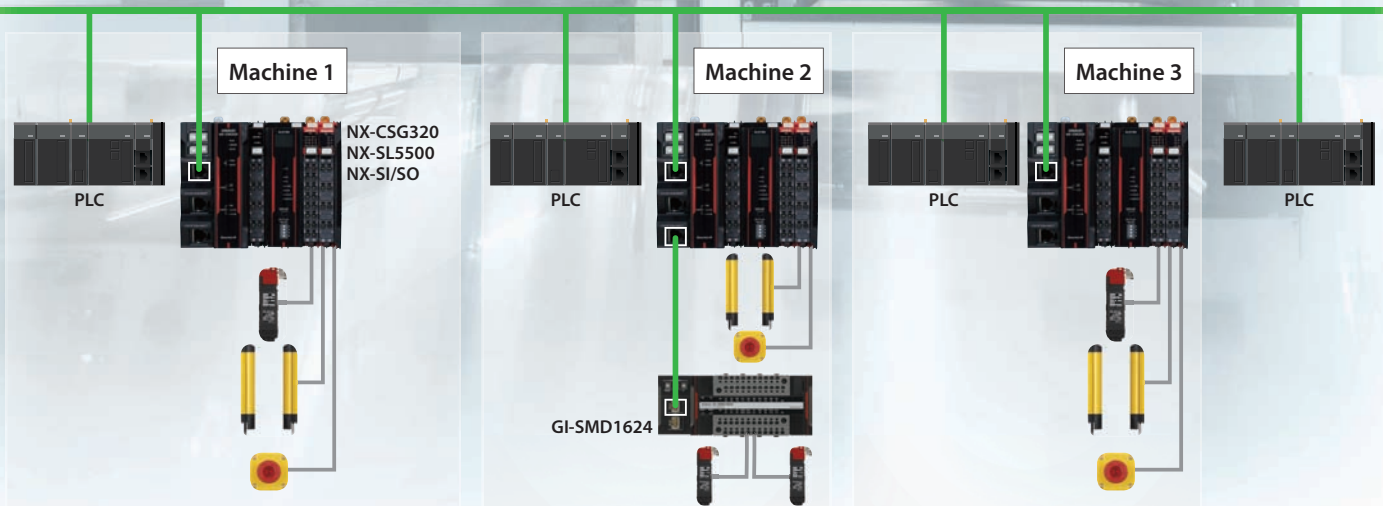 Machine 1
Machine 2
Machine 3
NX-CSG320
NX-SL5500
NX-SI/SO
PLC
PLC
PLC
PLC
GI-SMD1624